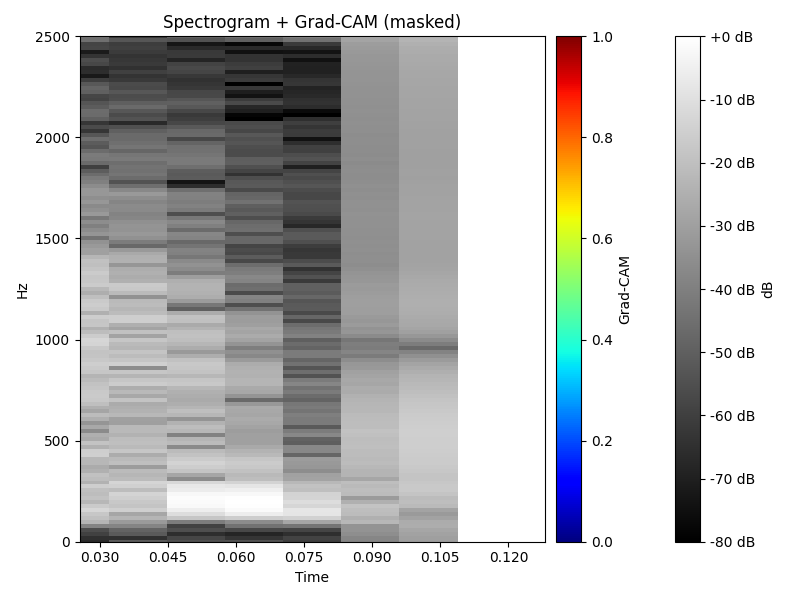 Spectrogram + Grad-CAM (masked)
2500
2000
1500
1000
500
0
Hz
0.030
0.045
0.060
0.075
0.090
0.105
0.120
Time
1.0
0.8
0.6
0.4
0.2
0.0
Grad-CAM
+0 dB
-10 dB
-20 dB
-30 dB
-40 dB
-50 dB
-60 dB
-70 dB
-80 dB
dB